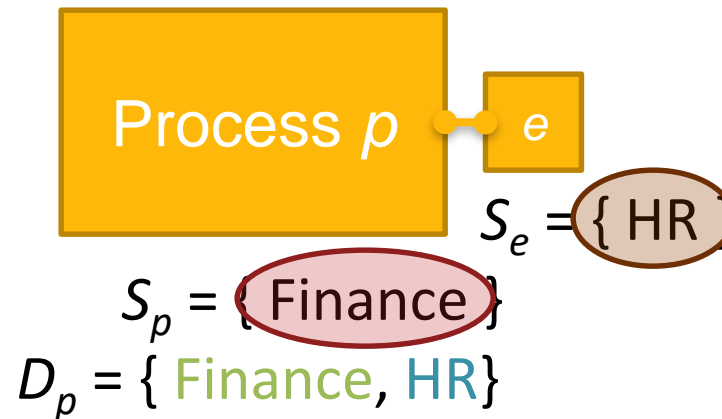 Process p
e
Sₑ = { HR }
Sₚ = { Finance }
Dₚ = { Finance, HR}